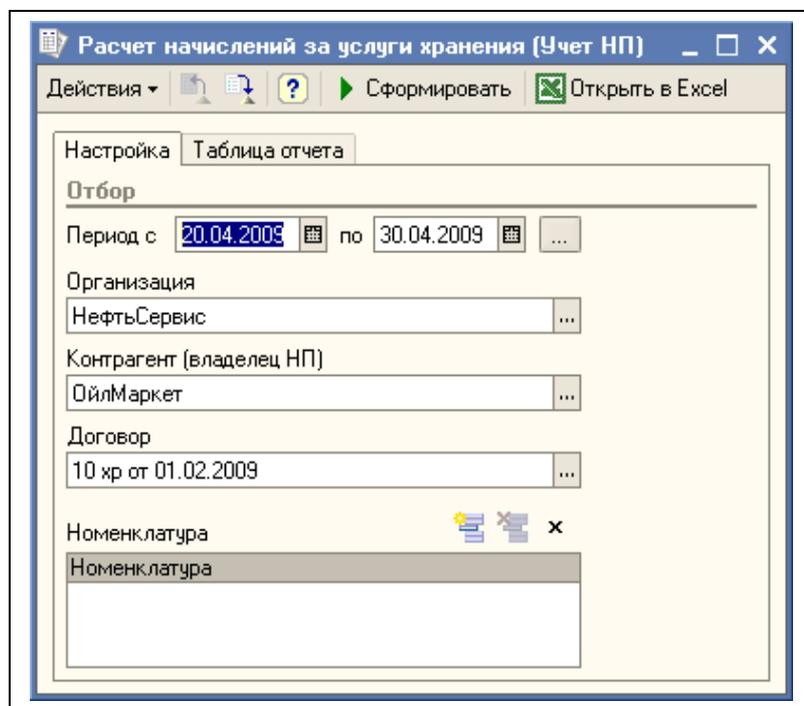 Расчет начислений за услуги хранения (Учет НП)
Действия ? Сформировать Открыть в Excel
Настройка Таблица отчета
Отбор
Период с 20.04.2009 по 30.04.2009 ...
Организация
НефтьСервис ...
Контрагент (владелец НП)
ОйлМаркет ...
Договор
10 хр от 01.02.2009 ...
Номенклатура
Номенклатура